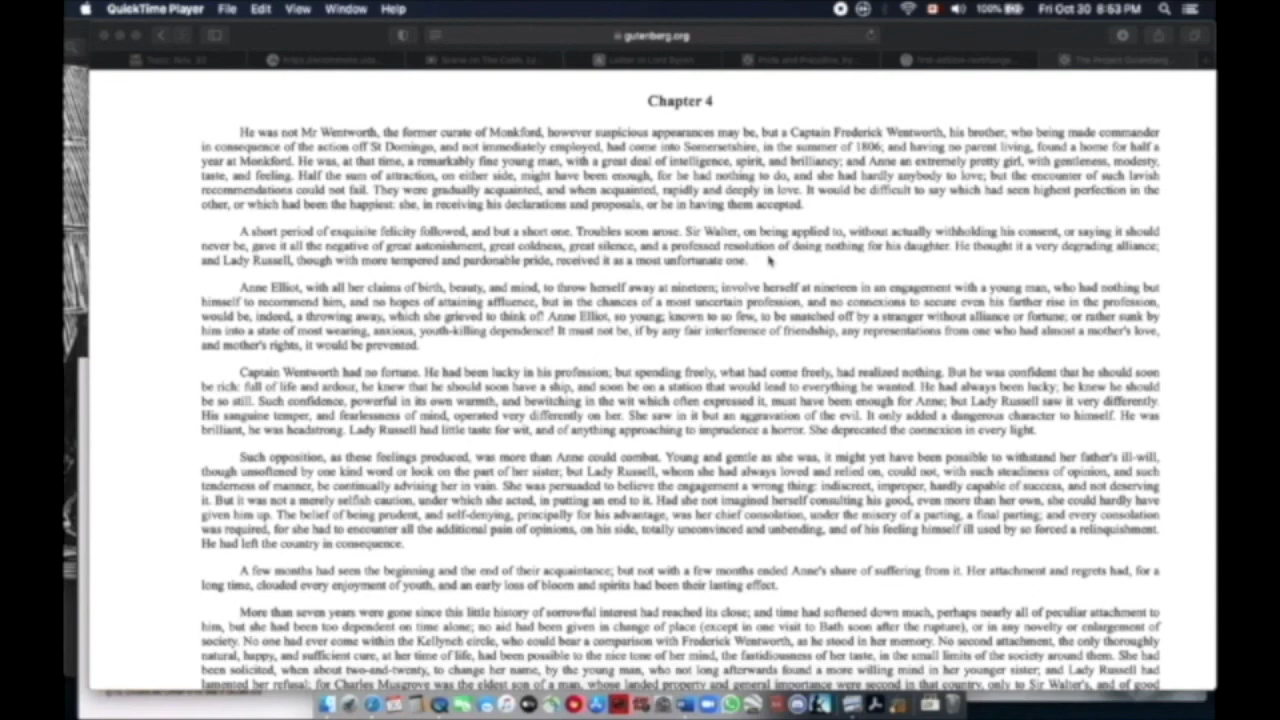 QuickTime Player File Edit View Window Help 100% Fri Oct 30 8:53 PM
gutenberg.org
Chapter 4
He was not Mr Wentworth, the former curate of Monkford, however suspicious appearances may be, but a Captain Frederick Wentworth, his brother, who being made commander
in consequence of the action off St Domingo, and not immediately employed, had come into Somersetshire, in the summer of 1806; and having no parent living, found a home for half a
year at Monkford. He was, at that time, a remarkably fine young man, with a great deal of intelligence, spirit, and brilliancy; and Anne an extremely pretty girl, with gentleness, modesty,
taste, and feeling. Half the sum of attraction, on either side, might have been enough, for he had nothing to do, and she had hardly anybody to love; but the encounter of such lavish
recommendations could not fail. They were gradually acquainted, and when acquainted, rapidly and deeply in love. It would be difficult to say which had seen highest perfection in the
other, or which had been the happiest: she, in receiving his declarations and proposals, or he in having them accepted.
A short period of exquisite felicity followed, and but a short one. Troubles soon arose. Sir Walter, on being applied to, without actually withholding his consent, or saying it should
never be, gave it all the negative of great astonishment, great coldness, great silence, and a professed resolution of doing nothing for his daughter. He thought it a very degrading alliance;
and Lady Russell, though with more tempered and pardonable pride, received it as a most unfortunate one.
Anne Elliot, with all her claims of birth, beauty, and mind, to throw herself away at nineteen; involve herself at nineteen in an engagement with a young man, who had nothing but
himself to recommend him, and no hopes of attaining affluence, but in the chances of a most uncertain profession, and no connexions to secure even his farther rise in the profession,
would be, indeed, a throwing away, which she grieved to think of! Anne Elliot, so young; known to so few, to be snatched off by a stranger without alliance or fortune; or rather sunk by
him into a state of most wearing, anxious, youth-killing dependence! It must not be, if by any fair interference of friendship, any representations from one who had almost a mother's love,
and mother's rights, it would be prevented.
Captain Wentworth had no fortune. He had been lucky in his profession; but spending freely, what had come freely, had realized nothing. But he was confident that he should soon
be rich: full of life and ardour, he knew that he should soon have a ship, and soon be on a station that would lead to everything he wanted. He had always been lucky; he knew he should
be so still. Such confidence, powerful in its own warmth, and bewitching in the wit which often expressed it, must have been enough for Anne; but Lady Russell saw it very differently.
His sanguine temper, and fearlessness of mind, operated very differently on her. She saw in it but an aggravation of the evil. It only added a dangerous character to himself. He was
brilliant, he was headstrong. Lady Russell had little taste for wit, and of anything approaching to imprudence a horror. She deprecated the connexion in every light.
Such opposition, as these feelings produced, was more than Anne could combat. Young and gentle as she was, it might yet have been possible to withstand her father's ill-will,
though unsoftened by one kind word or look on the part of her sister; but Lady Russell, whom she had always loved and relied on, could not, with such steadiness of opinion, and such
tenderness of manner, be continually advising her in vain. She was persuaded to believe the engagement a wrong thing: indiscreet, improper, hardly capable of success, and not deserving
it. But it was not a merely selfish caution, under which she acted, in putting an end to it. Had she not imagined herself consulting his good, even more than her own, she could hardly have
given him up. The belief of being prudent, and self-denying, principally for his advantage, was her chief consolation, under the misery of a parting, a final parting; and every consolation
was required, for she had to encounter all the additional pain of opinions, on his side, totally unconvinced and unbending, and of his feeling himself ill used by so forced a relinquishment.
He had left the country in consequence.
A few months had seen the beginning and the end of their acquaintance; but not with a few months ended Anne's share of suffering from it. Her attachment and regrets had, for a
long time, clouded every enjoyment of youth, and an early loss of bloom and spirits had been their lasting effect.
More than seven years were gone since this little history of sorrowful interest had reached its close; and time had softened down much, perhaps nearly all of peculiar attachment to
him, but she had been too dependent on time alone; no aid had been given in change of place (except in one visit to Bath soon after the rupture), or in any novelty or enlargement of
society. No one had ever come within the Kellynch circle, who could bear a comparison with Frederick Wentworth, as he stood in her memory. No second attachment, the only thoroughly
natural, happy, and sufficient cure, at her time of life, had been possible to the nice tone of her mind, the fastidiousness of her taste, in the small limits of the society around them. She had
been solicited, when about two-and-twenty, to change her name, by the young man, who not long afterwards found a more willing mind in her younger sister; and Lady Russell had
lamented her refusal; for Charles Musgrove was the eldest son of a man, whose landed property and general importance were second in that country, only to Sir Walter's, and of good